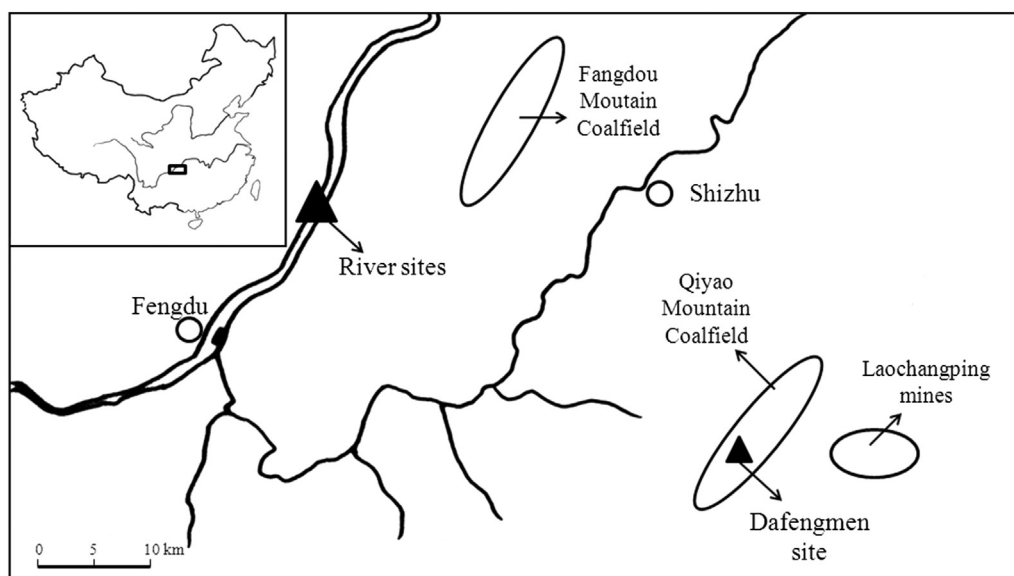 Fangdou
Moutain
Coalfield
Shizhu
River sites
Fengdu
Qiyao
Mountain
Coalfield
Laochangping
mines
Dafengmen
site
0 5 10 km